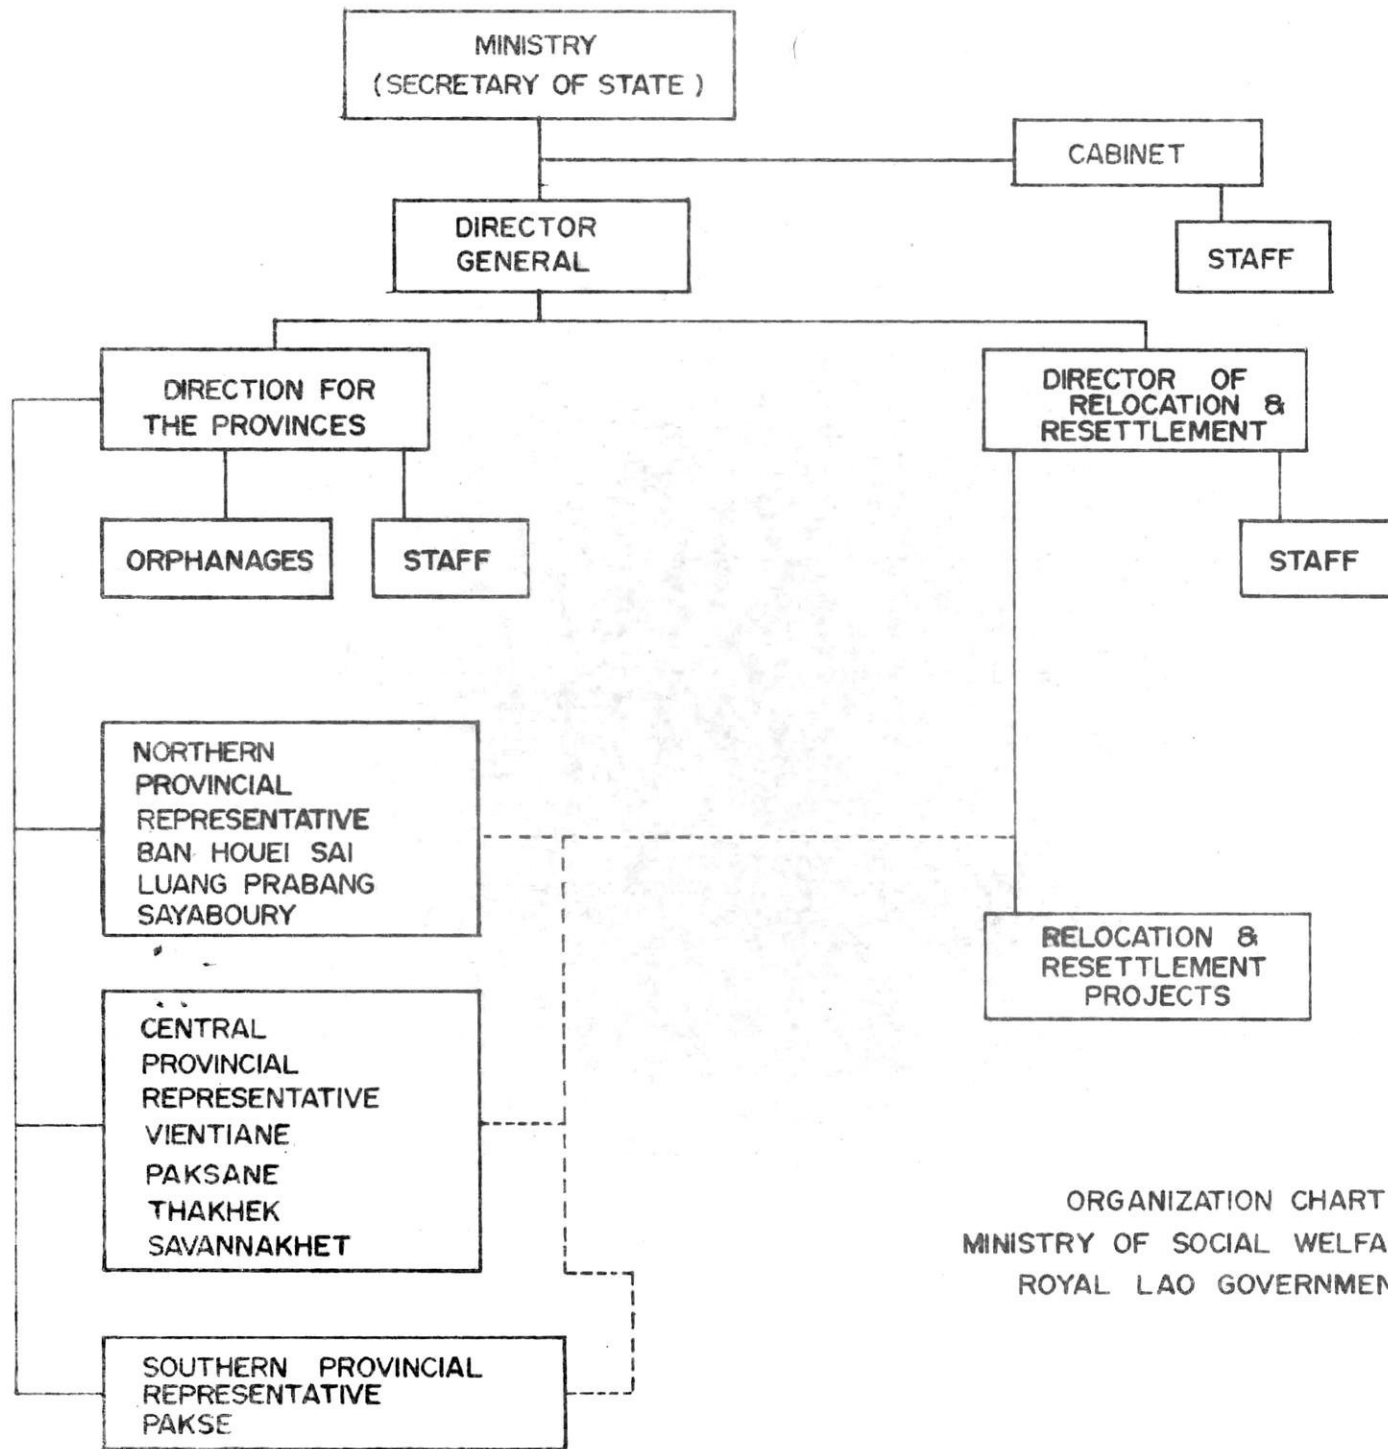 MINISTRY
(SECRETARY OF STATE)
CABINET
DIRECTOR
GENERAL
STAFF
DIRECTION FOR
THE PROVINCES
DIRECTOR OF
RELOCATION &
RESETTLEMENT
ORPHANAGES
STAFF
STAFF
NORTHERN
PROVINCIAL
REPRESENTATIVE
BAN HOUEI SAI
LUANG PRABANG
SAYABOURY
RELOCATION &
RESETTLEMENT
PROJECTS
CENTRAL
PROVINCIAL
REPRESENTATIVE
VIENTIANE
PAKSANE
THAKHEK
SAVANNAKHET
SOUTHERN PROVINCIAL
REPRESENTATIVE
PAKSE
ORGANIZATION CHART
MINISTRY OF SOCIAL WELFA
ROYAL LAO GOVERNMEN